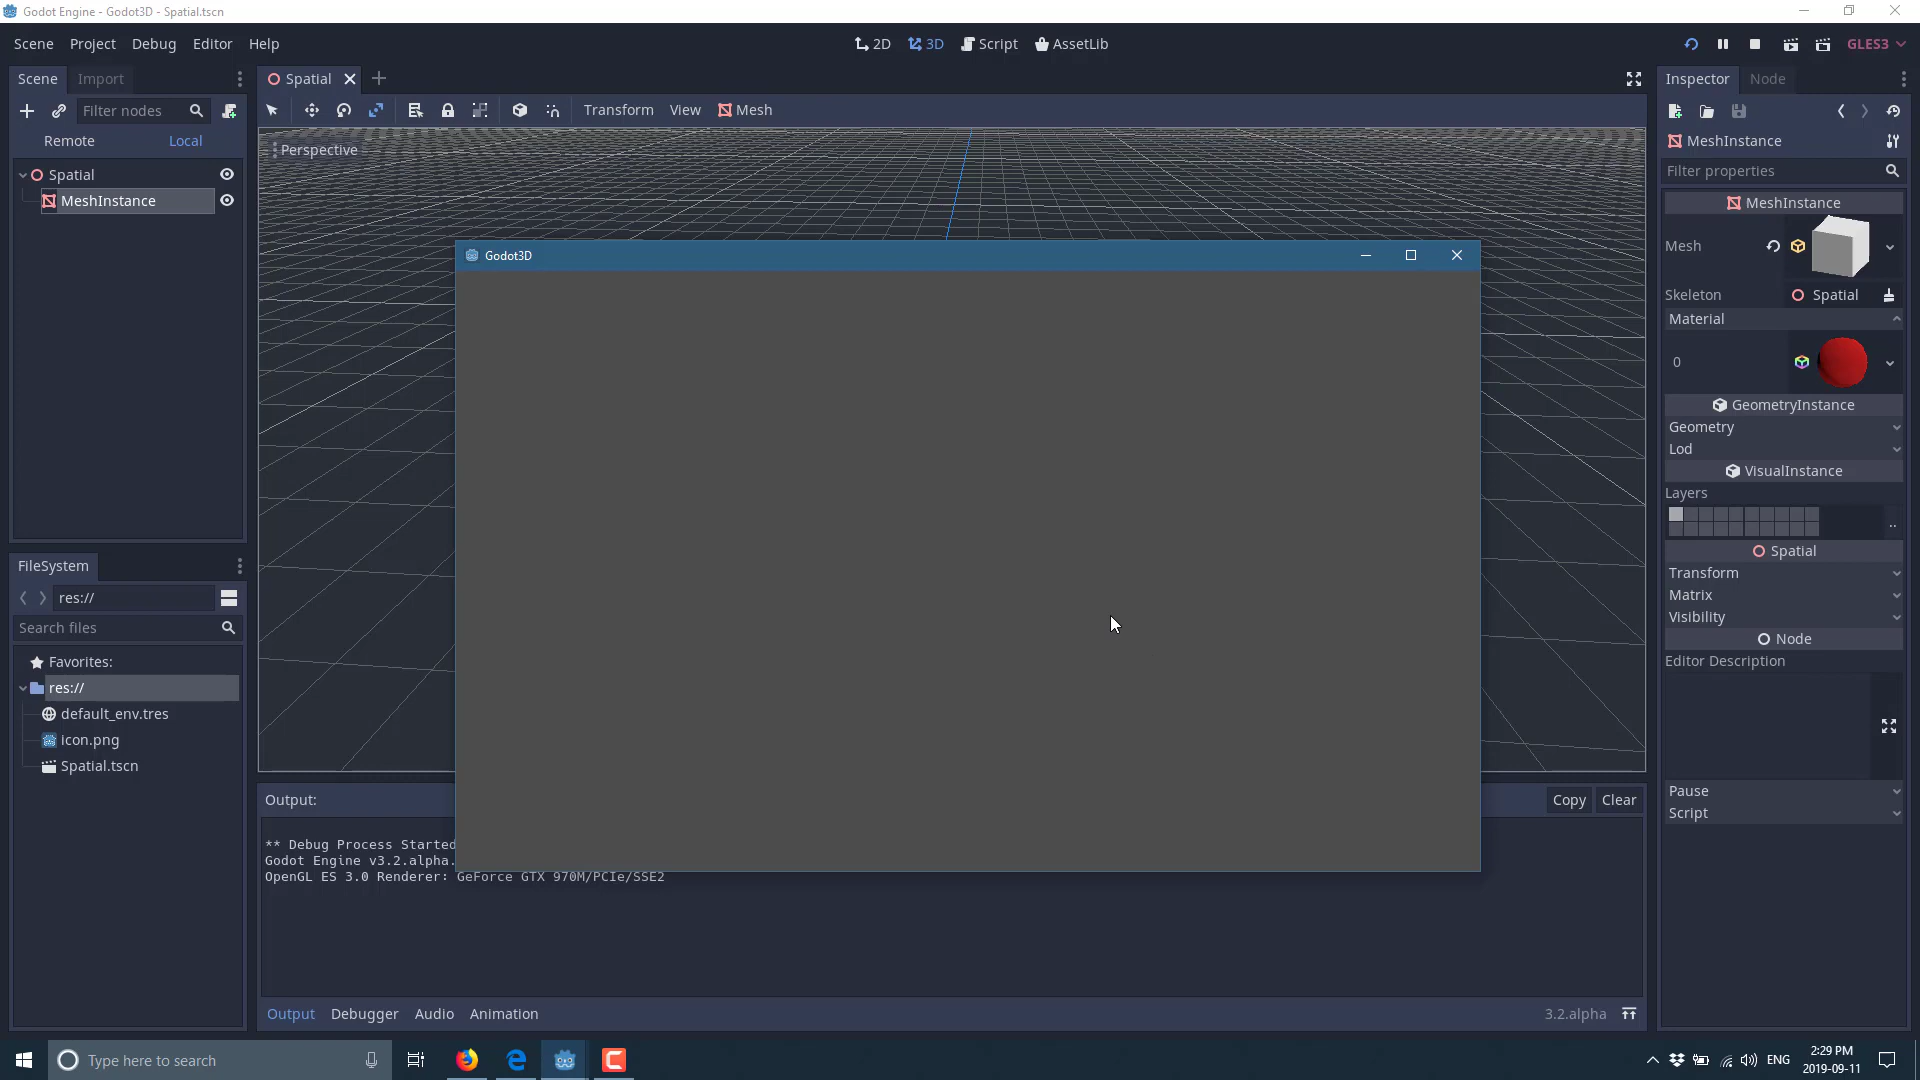 Godot Engine - Godot3D - Spatial.tscn
Scene Project Debug Editor Help
2D 3D Script AssetLib
GLES3
Scene Import
Filter nodes
Remote Local
Spatial
MeshInstance
Spatial
Transform View Mesh
Perspective
Godot3D
FileSystem
res://
Search files
Favorites:
res://
default_env.tres
icon.png
Spatial.tscn
Output:
Copy Clear
** Debug Process Started
Godot Engine v3.2.alpha.
OpenGL ES 3.0 Renderer: GeForce GTX 970M/PCIe/SSE2
Output Debugger Audio Animation
3.2.alpha
Inspector Node
MeshInstance
Filter properties
MeshInstance
Mesh
Skeleton Spatial
Material
0
GeometryInstance
Geometry
Lod
VisualInstance
Layers
..
Spatial
Transform
Matrix
Visibility
Node
Editor Description
Pause
Script
Type here to search
ENG
2:29 PM
2019-09-11